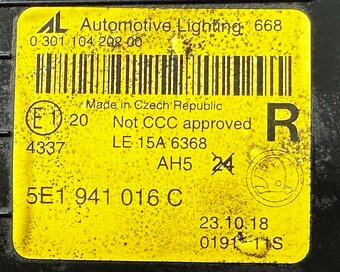 AL Automotive Lighting 668
0 301 104 202 00
Made in Czech Republic
E1 20 Not CCC approved R
4337 LE 15A 6368
AH5 24
5E1 941 016 C
23.10.18
0191-11S